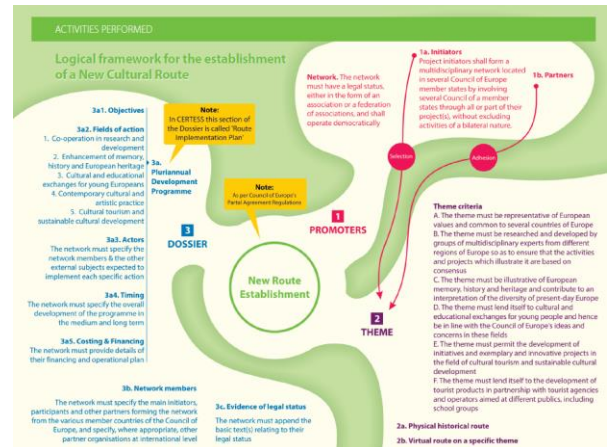 ACTIVITIES PERFORMED
Logical framework for the establishment
of a New Cultural Route
3a1. Objectives
3a2. Fields of action
1. Co-operation in research and
development
2. Enhancement of memory,
history and European heritage
3. Cultural and educational
exchanges for young Europeans
4. Contemporary cultural and
artistic practice
5. Cultural tourism and
sustainable cultural development
3a3. Actors
The network must specify the
network members & the other
external subjects expected to
implement each specific action
3a4. Timing
The network must specify the overall
development of the programme in
the medium and long term
3a5. Costing & Financing
The network must provide details of
their financing and operational plan
Note:
In CERTESS this section of
the Dossier is called 'Route
Implementation Plan'
3a.
Pluriannual
Development
Programme
3
DOSSIER
Note:
As per Council of Europe's
Partial Agreement Regulations
New Route
Establishment
1
PROMOTERS
Network. The network
must have a legal status,
either in the form of an
association or a federation
of associations, and shall
operate democratically
1a. Initiators
Project initiators shall form a
multidisciplinary network located
in several Council of Europe
member states by involving
several Council of a member
states through all or part of their
project(s), without excluding
activities of a bilateral nature.
1b. Partners
Selection
Adhesion
2
THEME
Theme criteria
A. The theme must be representative of European
values and common to several countries of Europe
B. The theme must be researched and developed by
groups of multidisciplinary experts from different
regions of Europe so as to ensure that the activities
and projects which illustrate it are based on
consensus
C. The theme must be illustrative of European
memory, history and heritage and contribute to an
interpretation of the diversity of present-day Europe
D. The theme must lend itself to cultural and
educational exchanges for young people and hence
be in line with the Council of Europe's ideas and
concerns in these fields
E. The theme must permit the development of
initiatives and exemplary and innovative projects in
the field of cultural tourism and sustainable cultural
development
F. The theme must lend itself to the development of
tourist products in partnership with tourist agencies
and operators aimed at different publics, including
school groups
2a. Physical historical route
2b. Virtual route on a specific theme
3b. Network members
The network must specify the main initiators,
participants and other partners forming the network
from the various member countries of the Council of
Europe, and specify, where appropriate, other
partner organisations at international level
3c. Evidence of legal status
The network must append the
basic text(s) relating to their
legal status